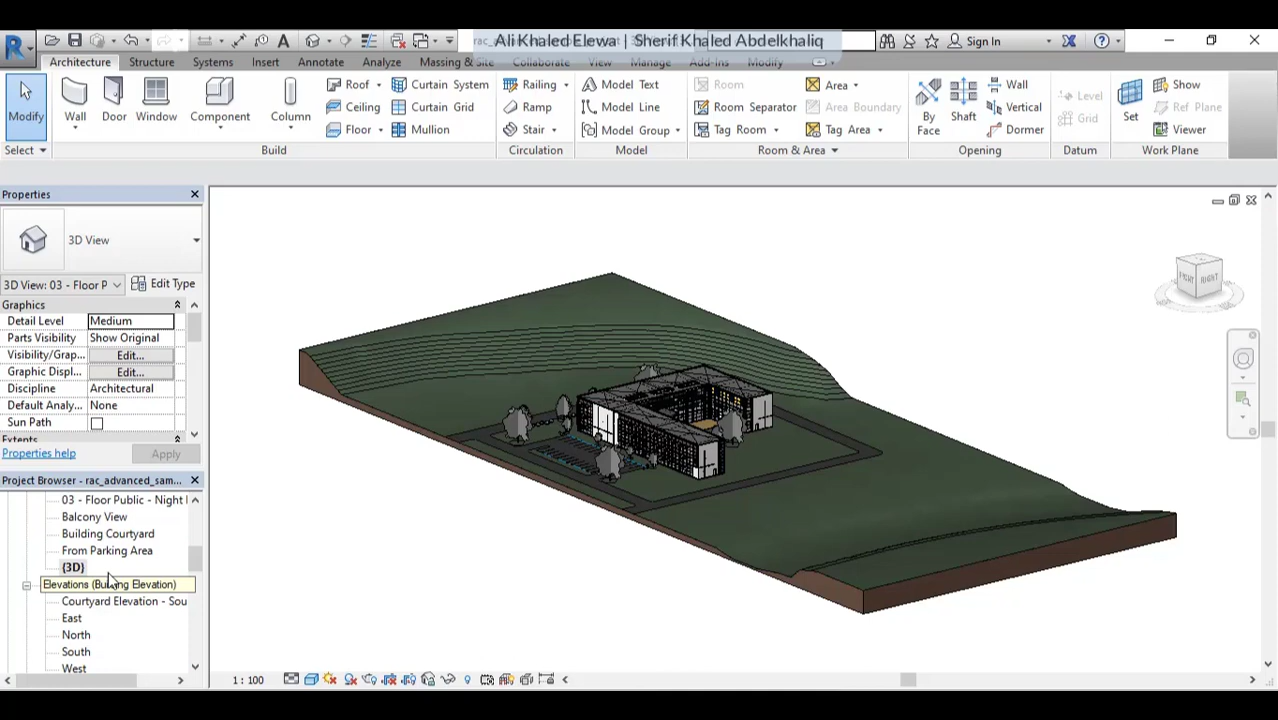 Ali Khaled Elewa | Sherif Khaled Abdelkhaliq
Sign In
Architecture Structure Systems Insert Annotate Analyze Massing & Site Collaborate View Manage Add-Ins Modify
Modify
Select
Wall
Door
Window
Component
Column
Roof
Ceiling
Floor
Curtain System
Curtain Grid
Mullion
Build
Railing
Ramp
Stair
Circulation
Model Text
Model Line
Model Group
Model
Room
Room Separator
Tag Room
Area
Area Boundary
Tag Area
Room & Area
By Face
Shaft
Wall
Vertical
Dormer
Opening
Level
Grid
Datum
Set
Show
Ref Plane
Viewer
Work Plane
Properties
3D View
3D View: 03 - Floor P
Edit Type
Graphics
Detail Level Medium
Parts Visibility Show Original
Visibility/Grap... Edit...
Graphic Displ... Edit...
Discipline Architectural
Default Analy... None
Sun Path
Extents
Properties help
Apply
Project Browser - rac_advanced_sam...
03 - Floor Public - Night
Balcony View
Building Courtyard
From Parking Area
{3D}
Elevations (Building Elevation)
Courtyard Elevation - Sou
East
North
South
West
RIGHT
1 : 100